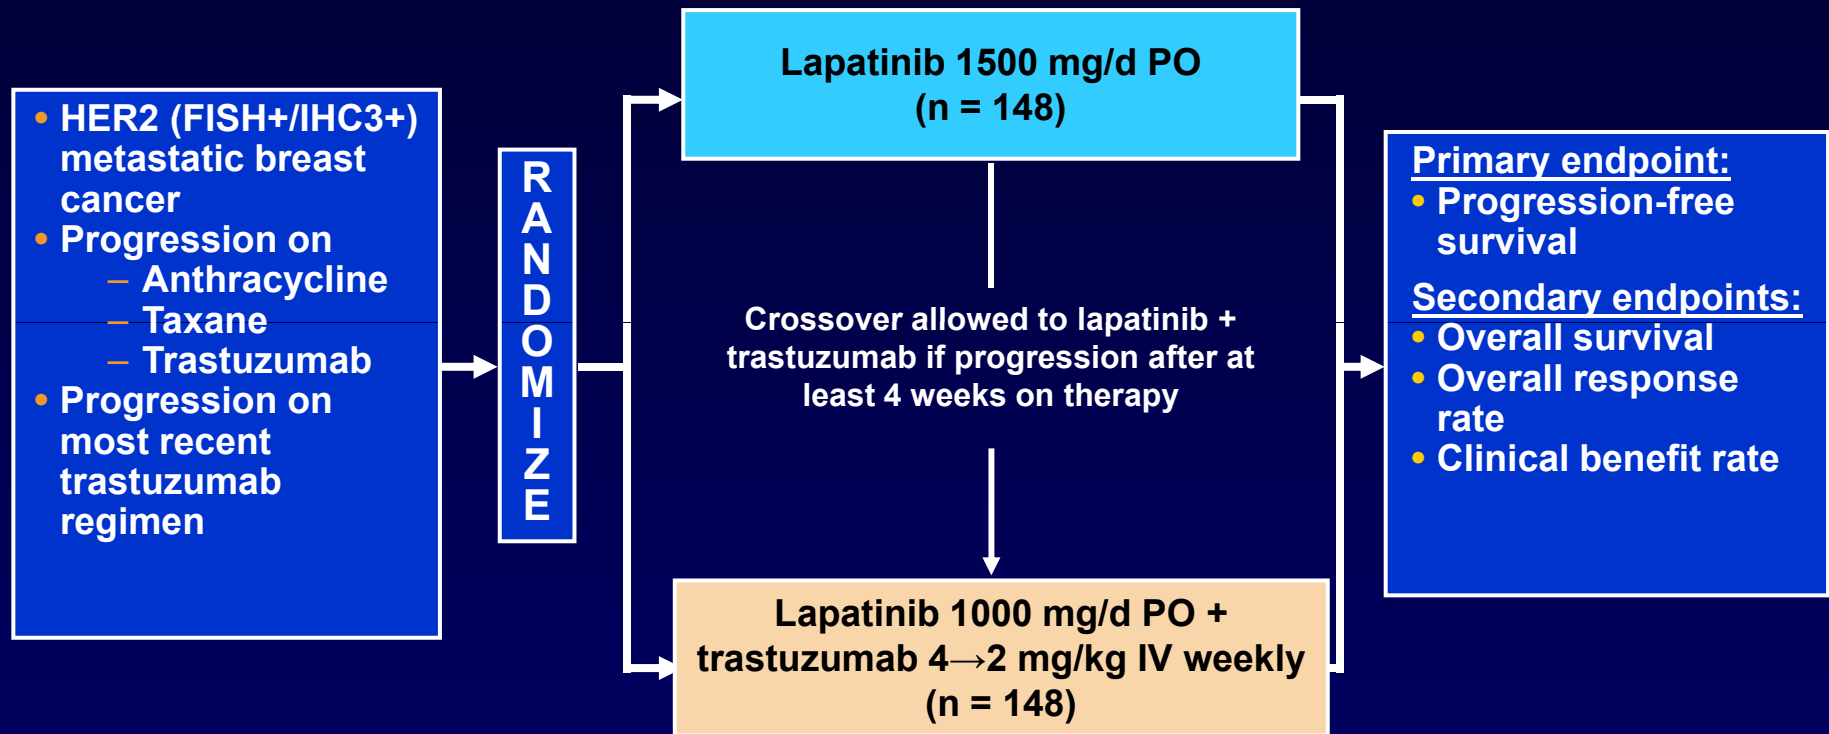 • HER2 (FISH+/IHC3+)
metastatic breast
cancer
• Progression on
– Anthracycline
– Taxane
– Trastuzumab
• Progression on
most recent
trastuzumab
regimen
R
A
N
D
O
M
I
Z
E
Lapatinib 1500 mg/d PO
(n = 148)
Crossover allowed to lapatinib +
trastuzumab if progression after at
least 4 weeks on therapy
Lapatinib 1000 mg/d PO +
trastuzumab 4→2 mg/kg IV weekly
(n = 148)
Primary endpoint:
• Progression-free
survival
Secondary endpoints:
• Overall survival
• Overall response
rate
• Clinical benefit rate